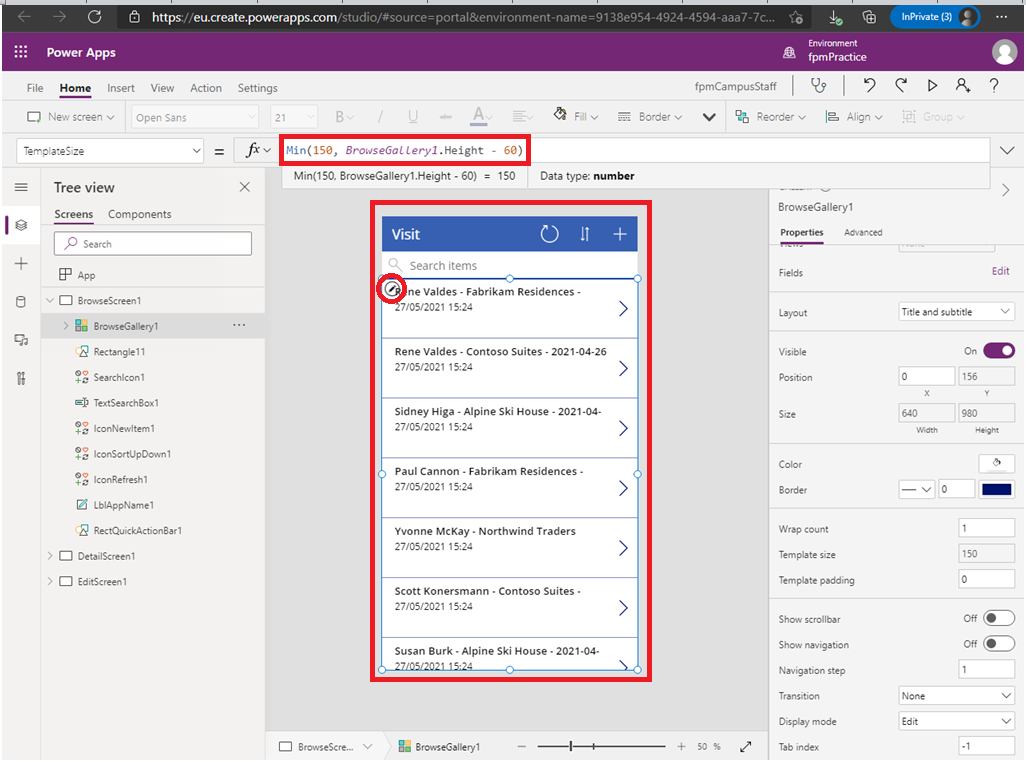 https://eu.create.powerapps.com/studio/#source=portal&environment-name=9138e954-4924-4594-aaa7-7c...
InPrivate (3)
Power Apps
Environment
fpmPractice
File Home Insert View Action Settings
fpmCampusStaff
New screen
Open Sans
21
B
I
U
abc
A
Fill
Border
Reorder
Align
Group
TemplateSize
=
fx
Min(150, BrowseGallery1.Height - 60)
Min(150, BrowseGallery1.Height - 60) = 150
Data type: number
Tree view
Screens Components
Search
App
BrowseScreen1
BrowseGallery1
Rectangle11
SearchIcon1
TextSearchBox1
IconNewItem1
IconSortUpDown1
IconRefresh1
LblAppName1
RectQuickActionBar1
DetailScreen1
EditScreen1
Visit
Search items
Rene Valdes - Fabrikam Residences -
27/05/2021 15:24
Rene Valdes - Contoso Suites - 2021-04-26
27/05/2021 15:24
Sidney Higa - Alpine Ski House - 2021-04-
27/05/2021 15:24
Paul Cannon - Fabrikam Residences -
27/05/2021 15:24
Yvonne McKay - Northwind Traders
27/05/2021 15:24
Scott Konersmann - Contoso Suites -
27/05/2021 15:24
Susan Burk - Alpine Ski House - 2021-04-
27/05/2021 15:24
BrowseScre...
BrowseGallery1
50 %
BrowseGallery1
Properties Advanced
Fields Edit
Layout Title and subtitle
Visible On
Position 0 156
X Y
Size 640 980
Width Height
Color
Border 0
Wrap count 1
Template size 150
Template padding 0
Show scrollbar Off
Show navigation Off
Navigation step 1
Transition None
Display mode Edit
Tab index -1